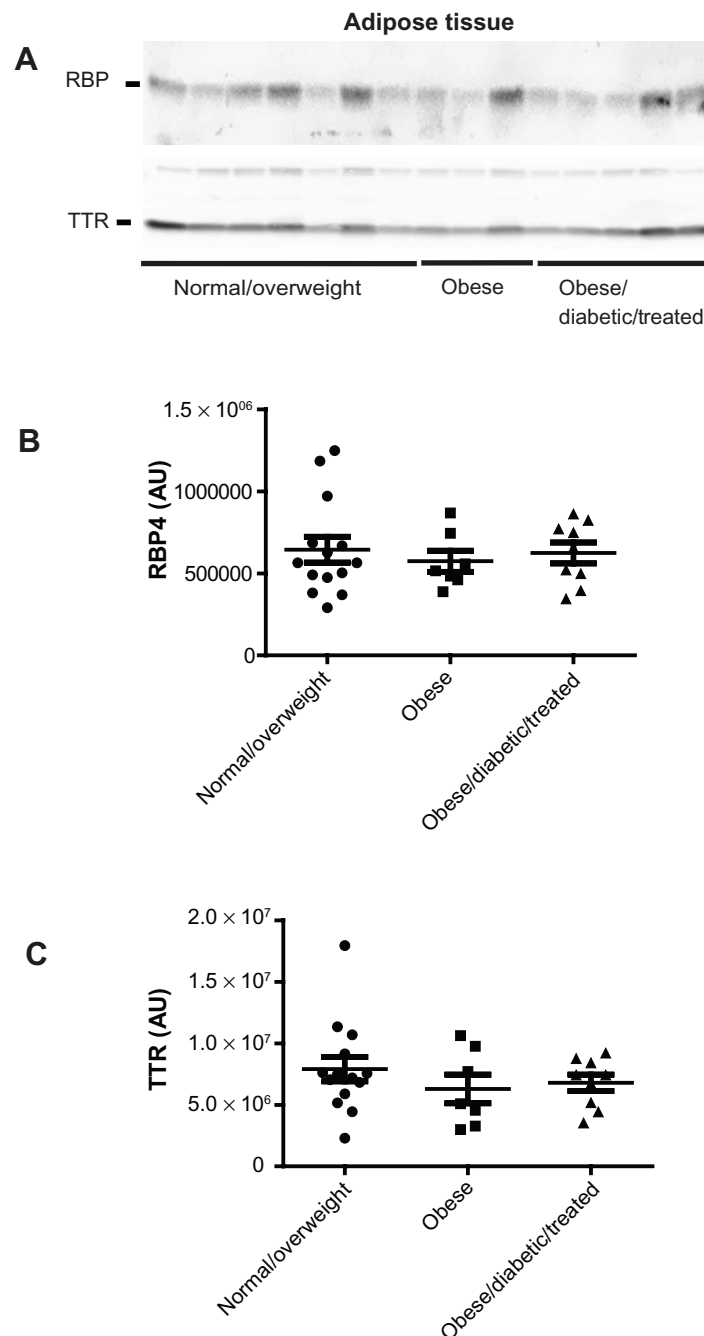 Adipose tissue
A
RBP
TTR
Normal/overweight
Obese
Obese/
diabetic/treated
B
RBP4 (AU)
1.5 × 10⁰⁶
1000000
500000
0
Normal/overweight
Obese
Obese/diabetic/treated
C
TTR (AU)
2.0 × 10⁷
1.5 × 10⁷
1.0 × 10⁷
5.0 × 10⁶
0
Normal/overweight
Obese
Obese/diabetic/treated